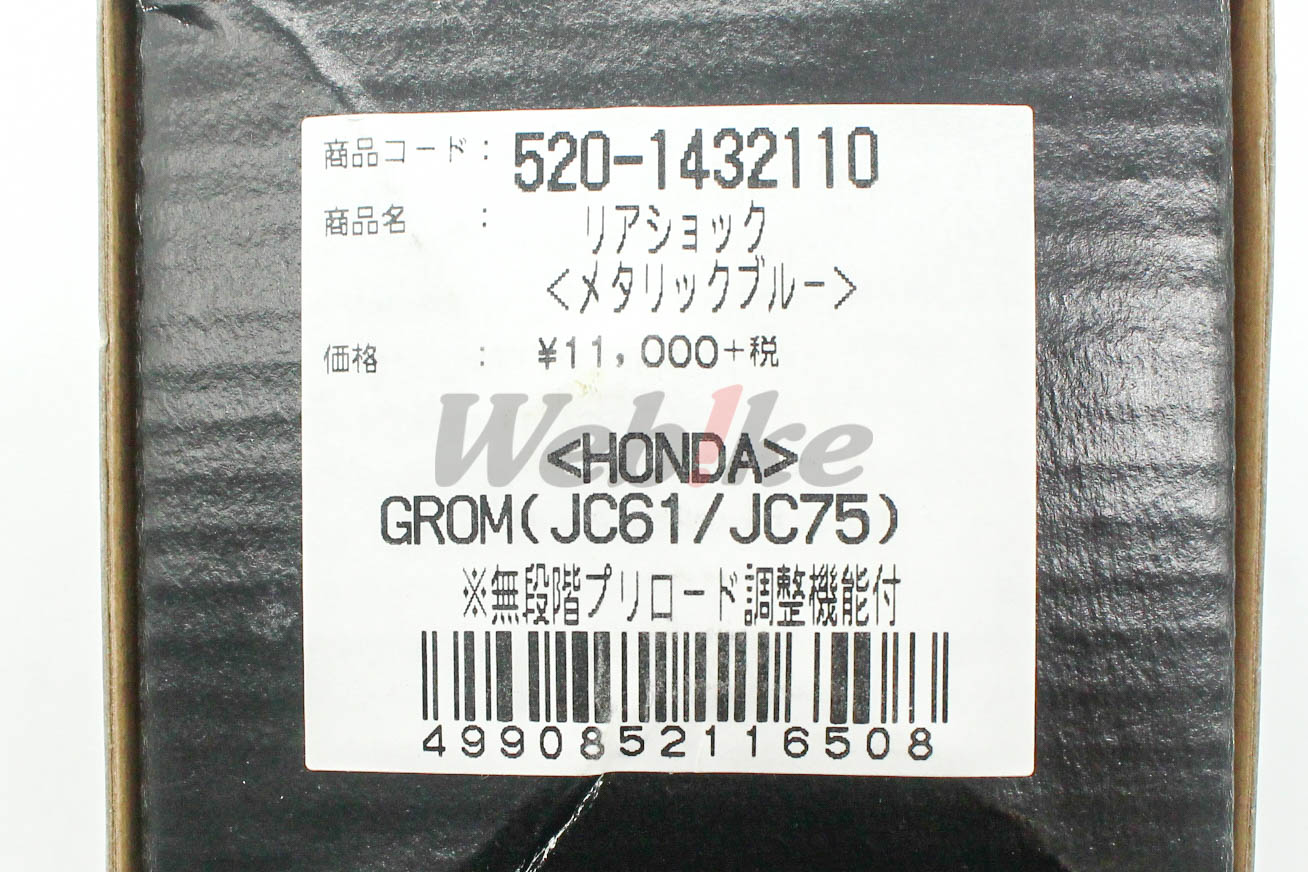 商品コード: 520-1432110
商品名 : リアショック
<メタリックブルー>
価格 : ¥11,000+税
Web!ke
<HONDA>
GROM(JC61/JC75)
※無段階プリロード調整機能付
4990852116508